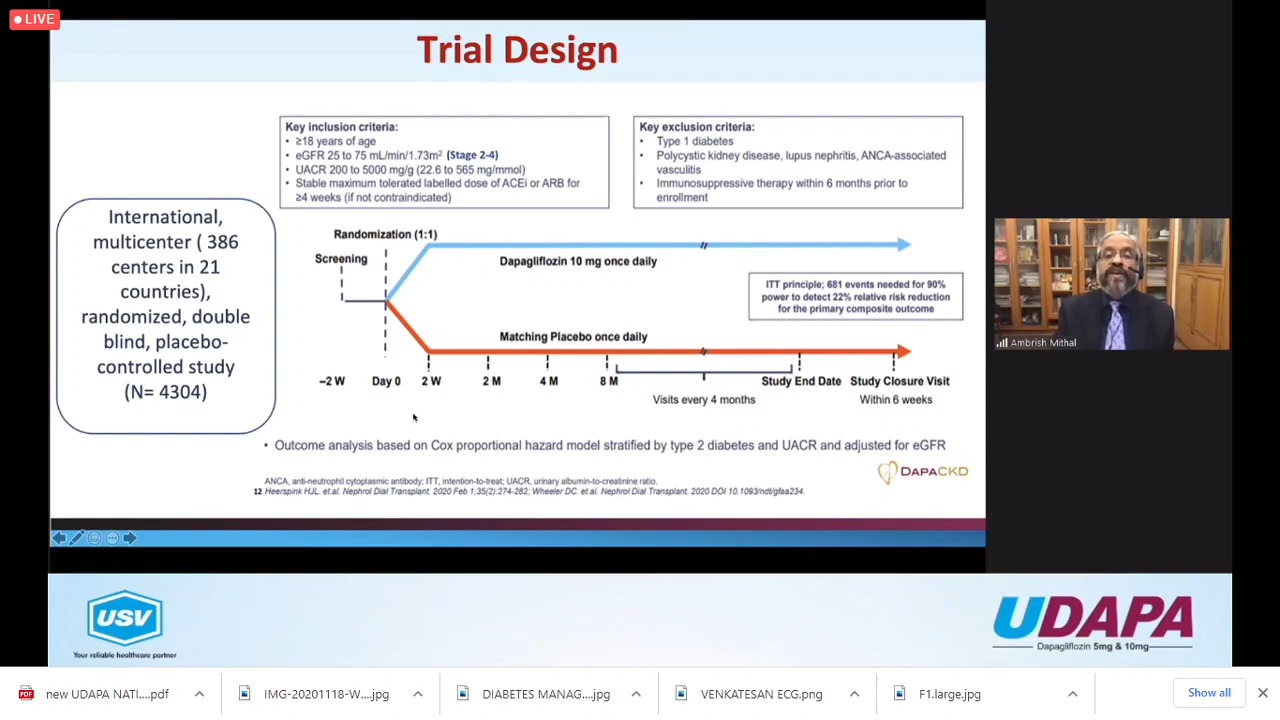 LIVE
Trial Design
Key inclusion criteria:
• ≥18 years of age
• eGFR 25 to 75 mL/min/1.73m² (Stage 2-4)
• UACR 200 to 5000 mg/g (22.6 to 565 mg/mmol)
• Stable maximum tolerated labelled dose of ACEi or ARB for
≥4 weeks (if not contraindicated)
Key exclusion criteria:
• Type 1 diabetes
• Polycystic kidney disease, lupus nephritis, ANCA-associated
vasculitis
• Immunosuppressive therapy within 6 months prior to
enrollment
International,
multicenter ( 386
centers in 21
countries),
randomized, double
blind, placebo-
controlled study
(N= 4304)
Randomization (1:1)
Screening
Dapagliflozin 10 mg once daily
ITT principle; 681 events needed for 90%
power to detect 22% relative risk reduction
for the primary composite outcome
Matching Placebo once daily
–2 W Day 0 2 W 2 M 4 M 8 M Study End Date Study Closure Visit
Visits every 4 months Within 6 weeks
• Outcome analysis based on Cox proportional hazard model stratified by type 2 diabetes and UACR and adjusted for eGFR
DAPACKD
ANCA, anti-neutrophil cytoplasmic antibody; ITT, intention-to-treat; UACR, urinary albumin-to-creatinine ratio.
12 Heerspink HJL. et.al. Nephrol Dial Transplant. 2020 Feb 1;35(2):274-282; Wheeler DC. et.al. Nephrol Dial Transplant. 2020 DOI 10.1093/ndt/gfaa234.
Ambrish Mithal
USV
Your reliable healthcare partner
UDAPA
Dapagliflozin 5mg & 10mg
PDF
new UDAPA NATI....pdf
IMG-20201118-W....jpg
DIABETES MANAG....jpg
VENKATESAN ECG.png
F1.large.jpg
Show all